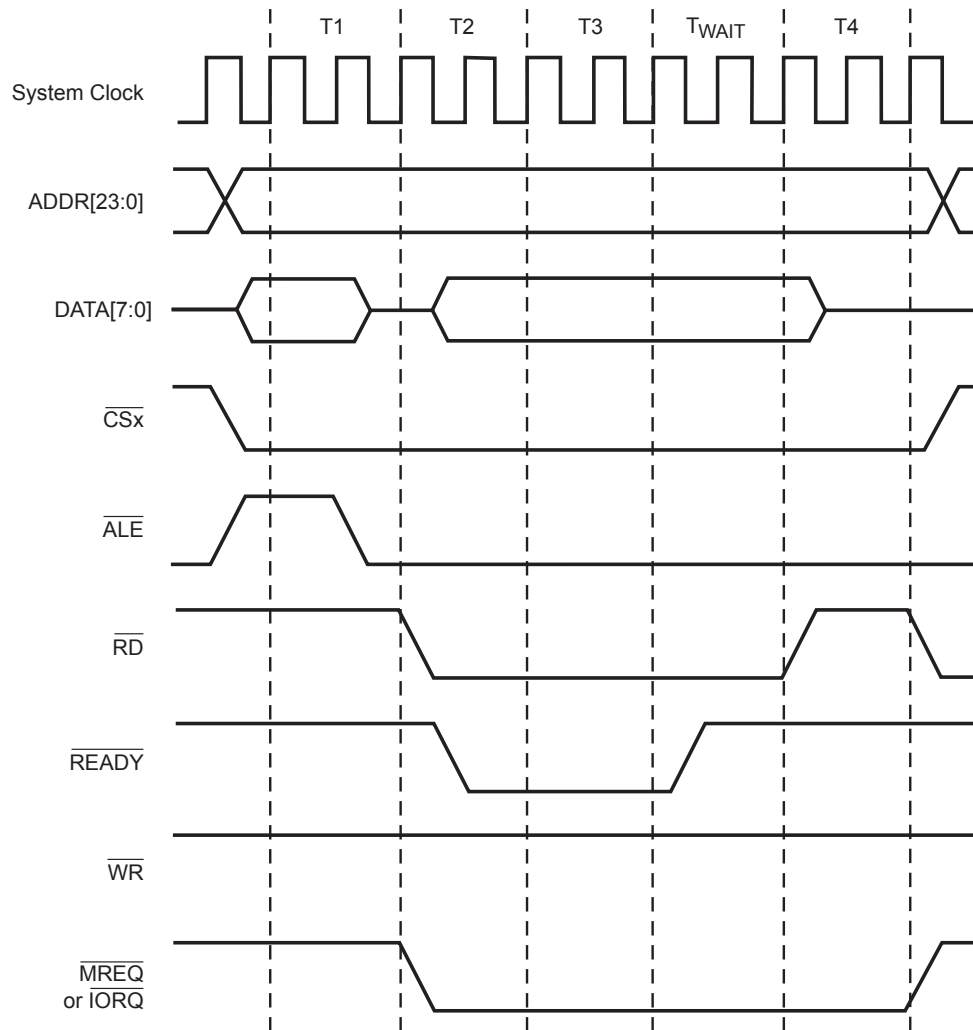 T1 T2 T3 TWAIT T4
System Clock
ADDR[23:0]
DATA[7:0]
CSx
ALE
RD
READY
WR
MREQ
or IORQ